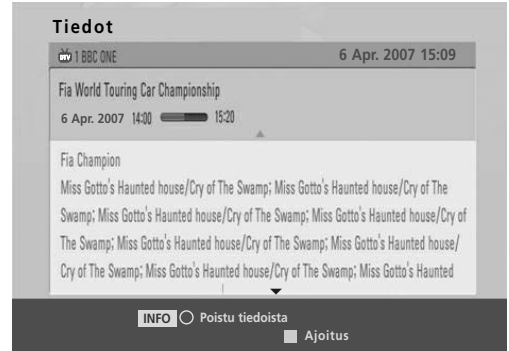 Tiedot
DTV 1 BBC ONE 6 Apr. 2007 15:09
Fia World Touring Car Championship
6 Apr. 2007 14:00 15:20
Fia Champion
Miss Gotto's Haunted house/Cry of The Swamp; Miss Gotto's Haunted house/Cry of The
Swamp; Miss Gotto's Haunted house/Cry of The Swamp; Miss Gotto's Haunted house/Cry of
The Swamp; Miss Gotto's Haunted house/Cry of The Swamp; Miss Gotto's Haunted house/
Cry of The Swamp; Miss Gotto's Haunted house/Cry of The Swamp; Miss Gotto's Haunted
INFO Poistu tiedoista
Ajoitus